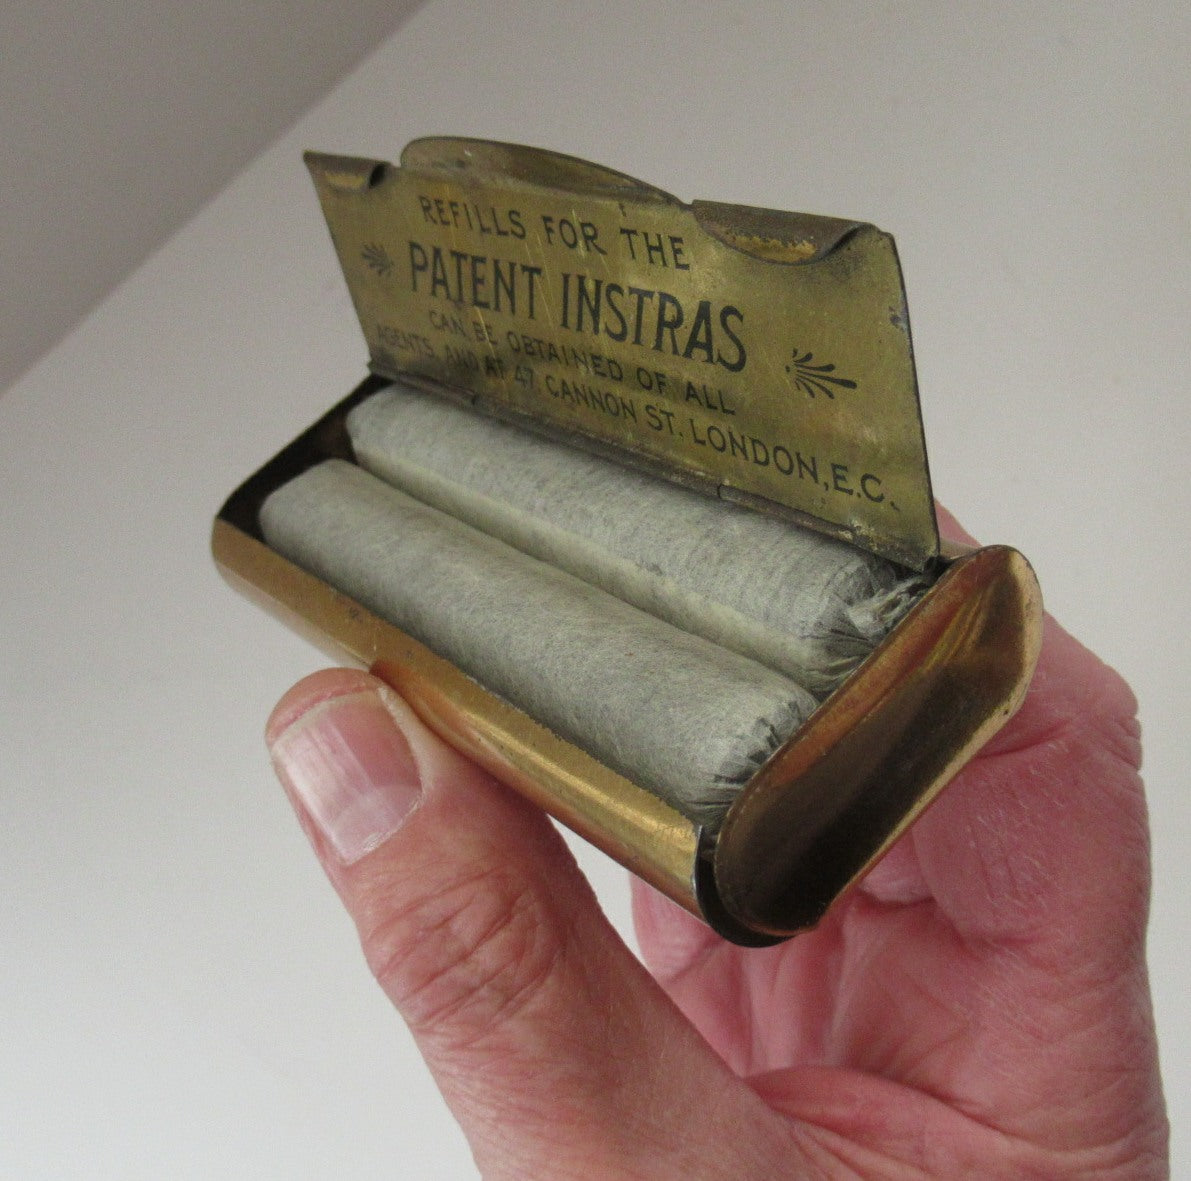 REFILLS FOR THE
PATENT INSTRAS
CAN BE OBTAINED OF ALL
AGENTS, AND AT 47, CANNON ST. LONDON, E.C.